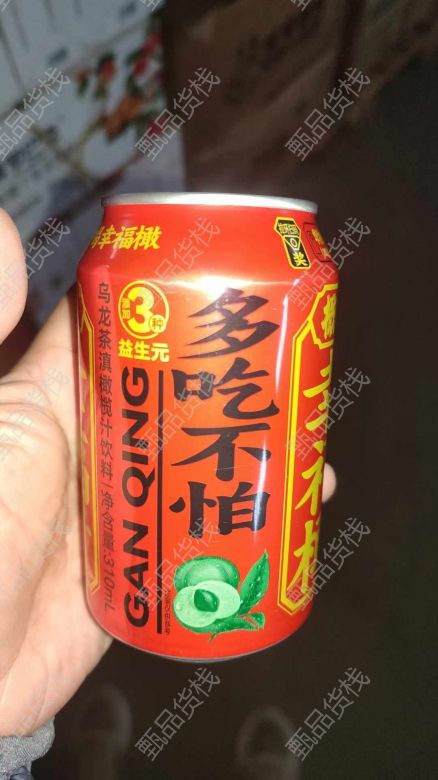 幸福橄
奖
添加3种
益生元
多吃不怕
GAN QING
乌龙茶滇橄榄汁饮料|净含量:310mL
甄品货栈